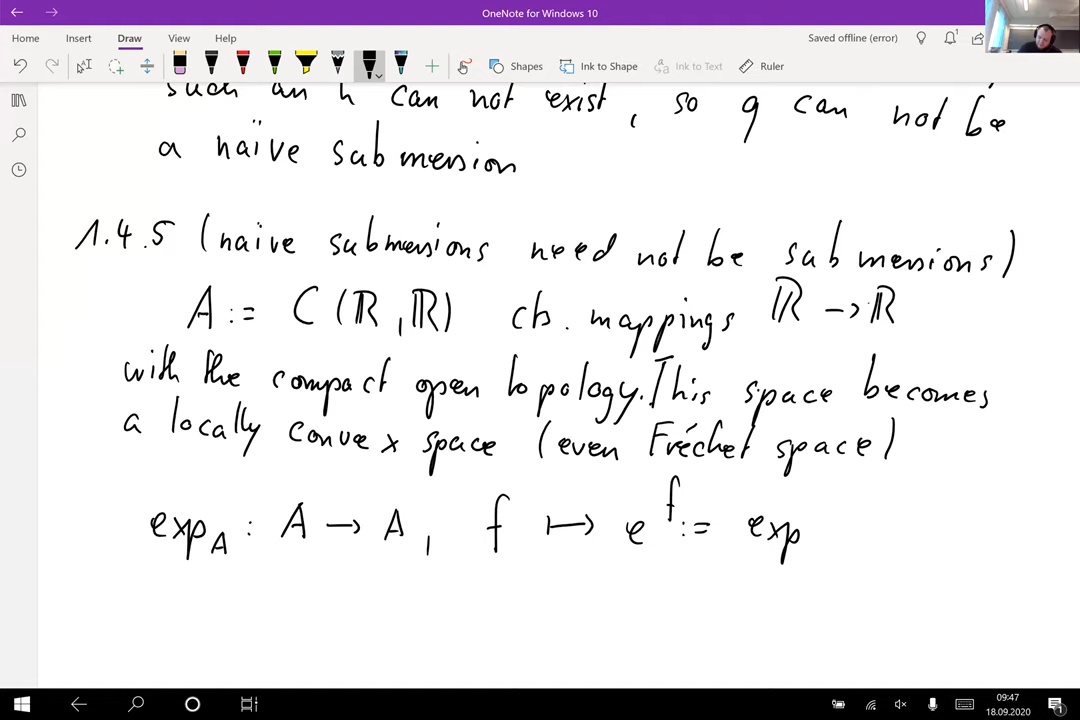 OneNote for Windows 10
Home Insert Draw View Help Saved offline (error)
Shapes Ink to Shape Ink to Text Ruler
such an h can not exist, so q can not be
a naïve submersion
1.4.5 (naive submersions need not be submersions)
A := C(ℝ,ℝ) cts. mappings ℝ → ℝ
with the compact open topology. This space becomes
a locally convex space (even Fréchet space)
exp_A : A → A, f ↦ e^f := exp
09:47
18.09.2020